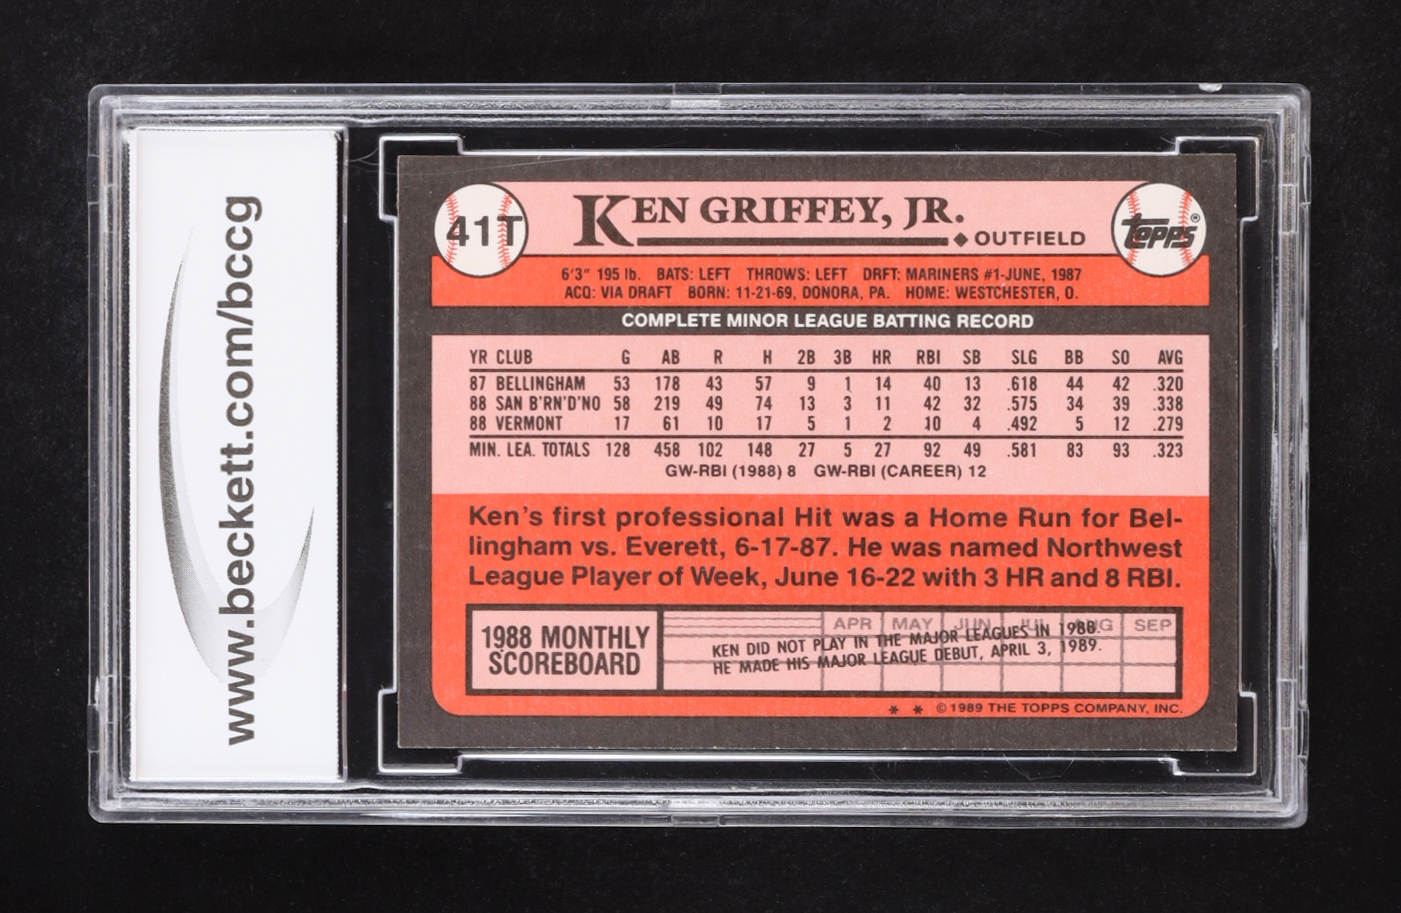 www.beckett.com/bccg
41T
KEN GRIFFEY, JR.
OUTFIELD
TOPPS®
6'3" 195 lb. BATS: LEFT THROWS: LEFT DRFT: MARINERS #1-JUNE, 1987
ACQ: VIA DRAFT BORN: 11-21-69, DONORA, PA. HOME: WESTCHESTER, O.
COMPLETE MINOR LEAGUE BATTING RECORD
YR CLUB G AB R H 2B 3B HR RBI SB SLG BB SO AVG
87 BELLINGHAM 53 178 43 57 9 1 14 40 13 .618 44 42 .320
88 SAN B'RN'D'NO 58 219 49 74 13 3 11 42 32 .575 34 39 .338
88 VERMONT 17 61 10 17 5 1 2 10 4 .492 5 12 .279
MIN. LEA. TOTALS 128 458 102 148 27 5 27 92 49 .581 83 93 .323
GW-RBI (1988) 8 GW-RBI (CAREER) 12
Ken's first professional Hit was a Home Run for Bel-
lingham vs. Everett, 6-17-87. He was named Northwest
League Player of Week, June 16-22 with 3 HR and 8 RBI.
1988 MONTHLY
SCOREBOARD
APR MAY JUN JUL AUG SEP
KEN DID NOT PLAY IN THE MAJOR LEAGUES IN 1988.
HE MADE HIS MAJOR LEAGUE DEBUT, APRIL 3, 1989.
* * © 1989 THE TOPPS COMPANY, INC.